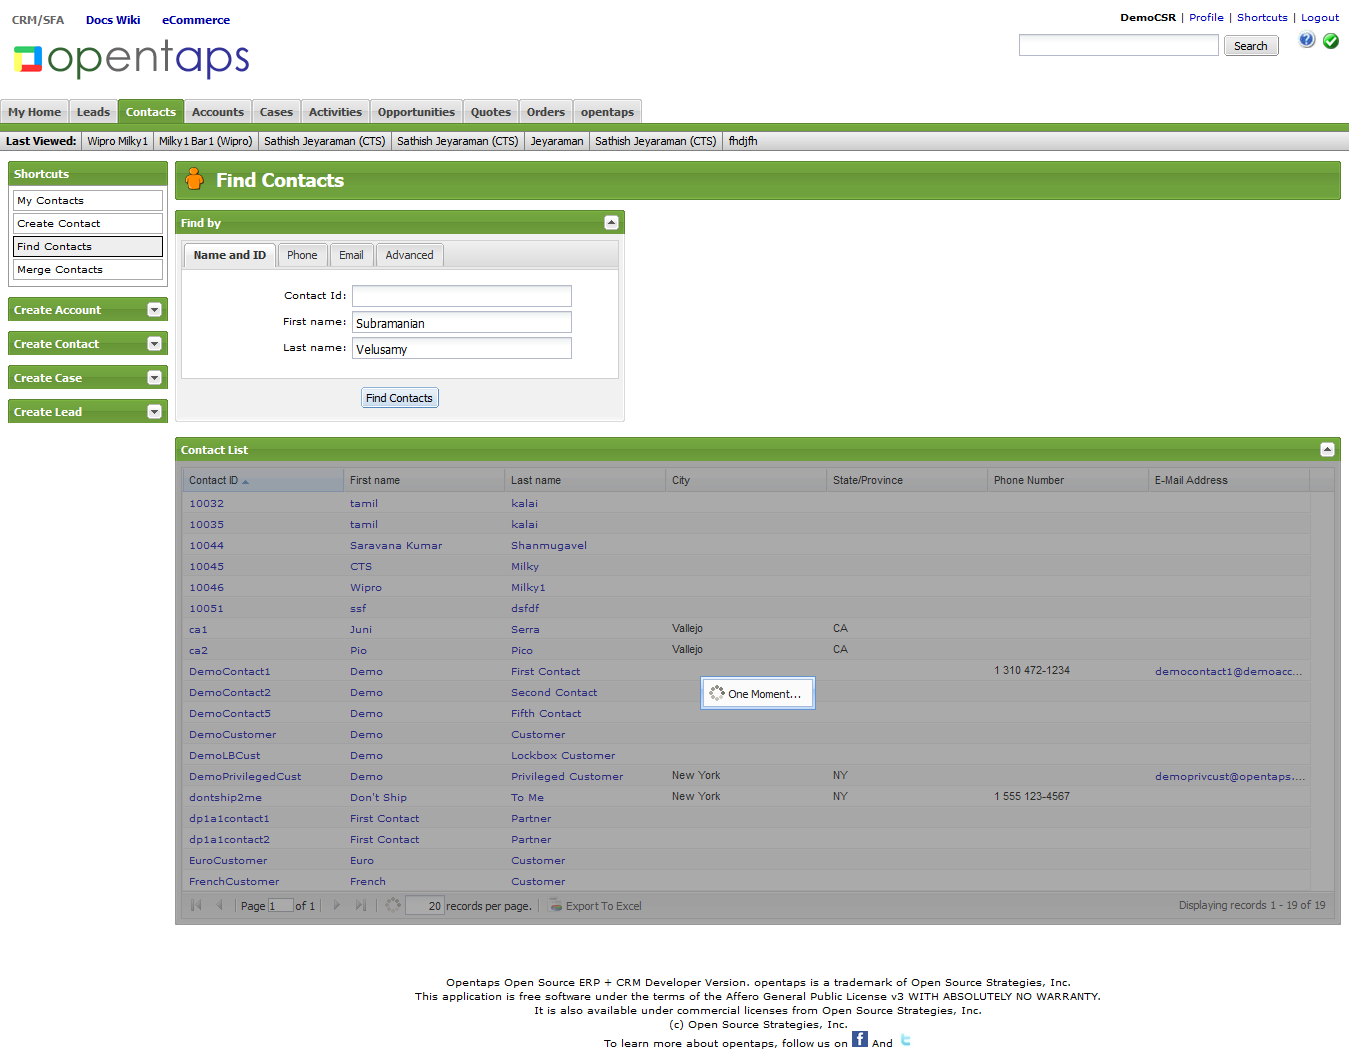 CRM/SFA Docs Wiki eCommerce
DemoCSR | Profile | Shortcuts | Logout
opentaps
Search
My Home Leads Contacts Accounts Cases Activities Opportunities Quotes Orders opentaps
Last Viewed: Wipro Milky1 Milky1 Bar1 (Wipro) Sathish Jeyaraman (CTS) Sathish Jeyaraman (CTS) Jeyaraman Sathish Jeyaraman (CTS) fhdjfh
Shortcuts
My Contacts
Create Contact
Find Contacts
Merge Contacts
Create Account
Create Contact
Create Case
Create Lead
Find Contacts
Find by
Name and ID Phone Email Advanced
Contact Id:
First name: Subramanian
Last name: Velusamy
Find Contacts
Contact List
Contact ID First name Last name City State/Province Phone Number E-Mail Address
10032 tamil kalai
10035 tamil kalai
10044 Saravana Kumar Shanmugavel
10045 CTS Milky
10046 Wipro Milky1
10051 ssf dsfdf
ca1 Juni Serra Vallejo CA
ca2 Pio Pico Vallejo CA
DemoContact1 Demo First Contact 1 310 472-1234 democontact1@demoacc...
DemoContact2 Demo Second Contact
One Moment...
DemoContact5 Demo Fifth Contact
DemoCustomer Demo Customer
DemoLBCust Demo Lockbox Customer
DemoPrivilegedCust Demo Privileged Customer New York NY demoprivcust@opentaps....
dontship2me Don't Ship To Me New York NY 1 555 123-4567
dp1a1contact1 First Contact Partner
dp1a1contact2 First Contact Partner
EuroCustomer Euro Customer
FrenchCustomer French Customer
Page 1 of 1 20 records per page. Export To Excel Displaying records 1 - 19 of 19
Opentaps Open Source ERP + CRM Developer Version. opentaps is a trademark of Open Source Strategies, Inc.
This application is free software under the terms of the Affero General Public License v3 WITH ABSOLUTELY NO WARRANTY.
It is also available under commercial licenses from Open Source Strategies, Inc.
(c) Open Source Strategies, Inc.
To learn more about opentaps, follow us on f And t